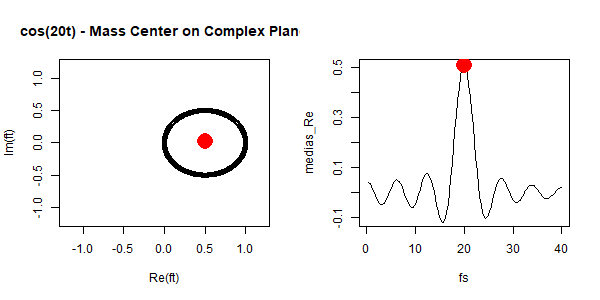 cos(20t) - Mass Center on Complex Plan
Im(ft)
-1.0 -0.5 0.0 0.5 1.0
-1.0 -0.5 0.0 0.5 1.0
Re(ft)
medias_Re
-0.1 0.1 0.3 0.5
0 10 20 30 40
fs